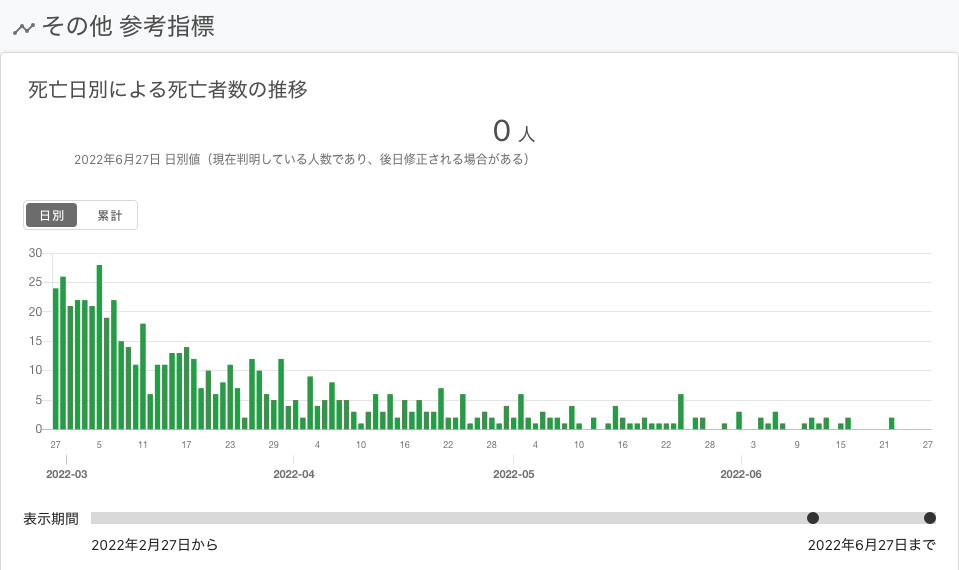 その他 参考指標
死亡日別による死亡者数の推移
0 人
2022年6月27日 日別値（現在判明している人数であり、後日修正される場合がある）
日別 累計
30
25
20
15
10
5
0
27 5 11 17 23 29 4 10 16 22 28 4 10 16 22 28 3 9 15 21 27
2022-03 2022-04 2022-05 2022-06
表示期間
2022年2月27日から 2022年6月27日まで